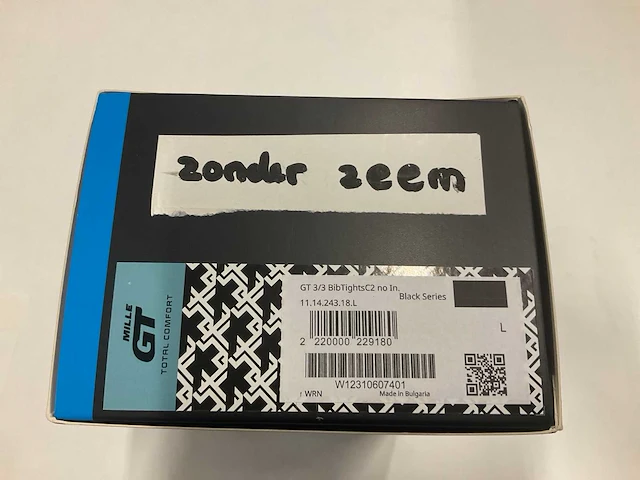 zonder zeem
MILLE
GT
TOTAL COMFORT
GT 3/3 BibTightsC2 no In.
Black Series
11.14.243.18.L
L
2 220000 229180
W12310607401
WRN
Made in Bulgaria